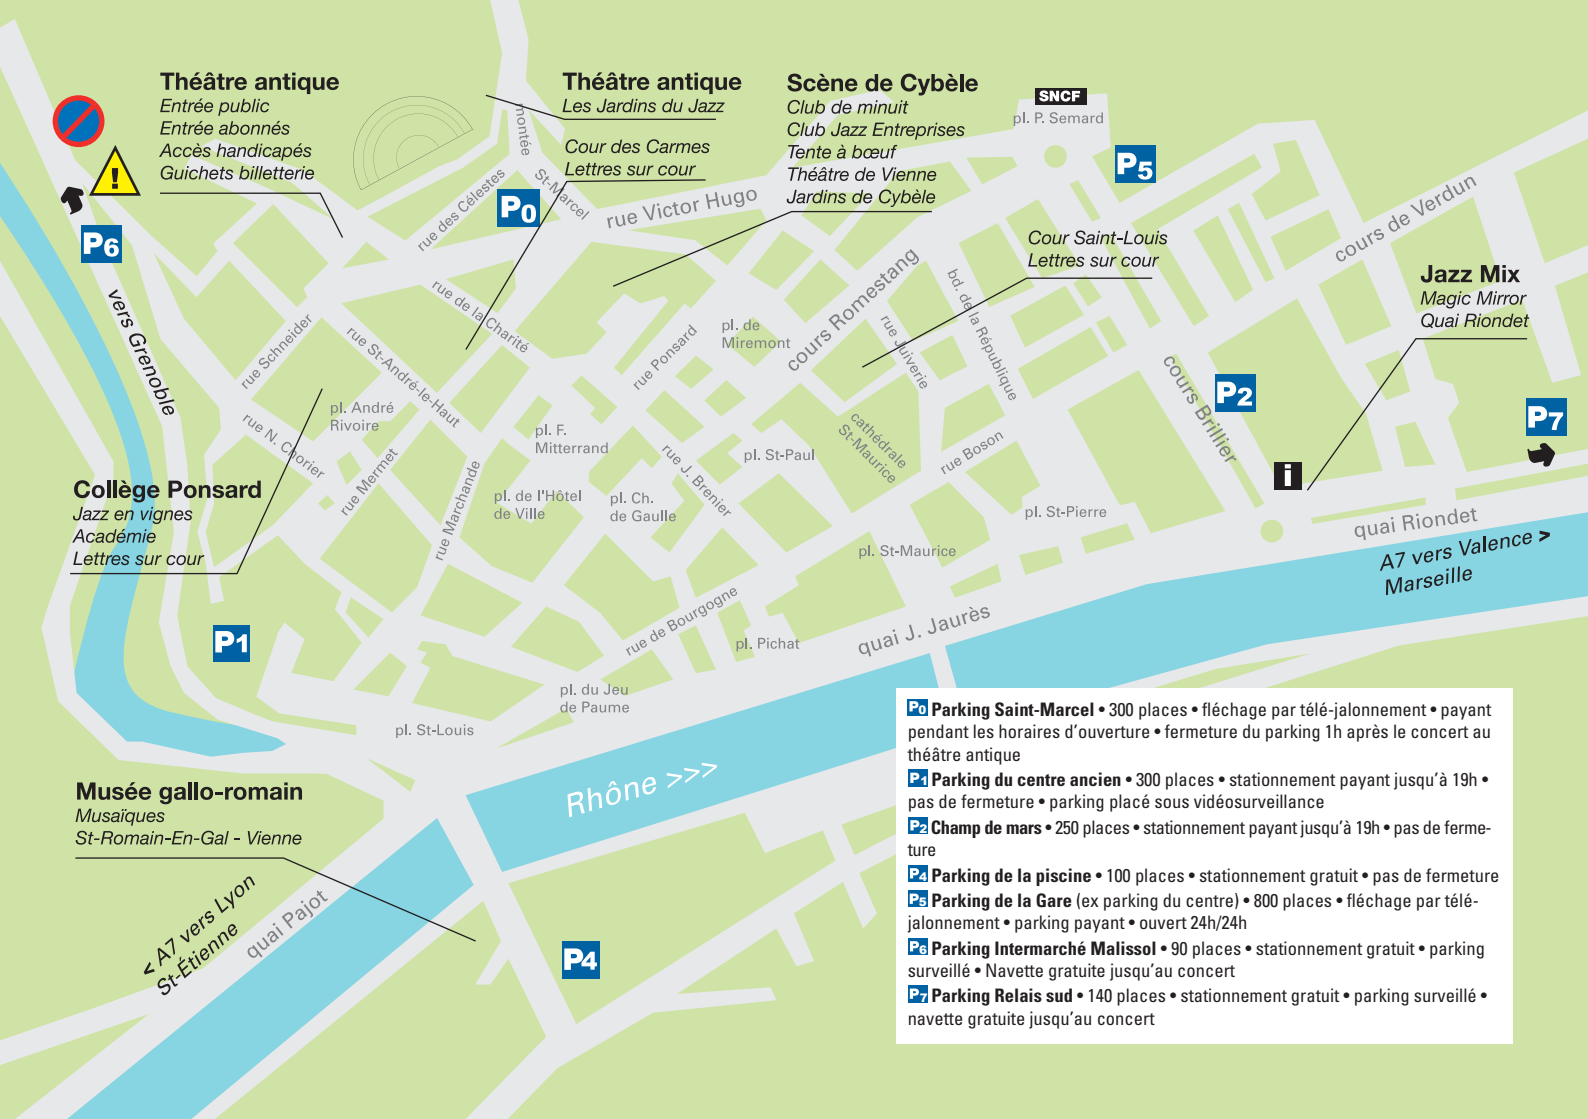 Théâtre antique
Entrée public
Entrée abonnés
Accès handicapés
Guichets billetterie
Théâtre antique
Les Jardins du Jazz
Cour des Carmes
Lettres sur cour
Scène de Cybèle
Club de minuit
Club Jazz Entreprises
Tente à bœuf
Théâtre de Vienne
Jardins de Cybèle
SNCF
pl. P. Semard
P5
!
P6
vers Grenoble
montée
St-Marcel
rue des Célestes
P0
rue Victor Hugo
cours de Verdun
Cour Saint-Louis
Lettres sur cour
Jazz Mix
Magic Mirror
Quai Riondet
rue Schneider
rue St-André-le-Haut
rue de la Charité
rue Ponsard
pl. de
Miremont
cours Romestang
rue Juiverie
bd. de la République
cours Brillier
P2
P7
i
pl. André
Rivoire
rue N. Chorier
rue Mermet
rue Marchande
pl. F.
Mitterrand
pl. de l'Hôtel
de Ville
pl. Ch.
de Gaulle
rue J. Brenier
pl. St-Paul
cathédrale
St-Maurice
rue Boson
pl. St-Pierre
pl. St-Maurice
quai Riondet
A7 vers Valence >
Marseille
Collège Ponsard
Jazz en vignes
Académie
Lettres sur cour
P1
rue de Bourgogne
pl. Pichat
quai J. Jaurès
pl. du Jeu
de Paume
pl. St-Louis
Rhône >>>
Musée gallo-romain
Musaïques
St-Romain-En-Gal - Vienne
< A7 vers Lyon
St-Étienne
quai Pajot
P4
P0 Parking Saint-Marcel • 300 places • fléchage par télé-jalonnement • payant
pendant les horaires d'ouverture • fermeture du parking 1h après le concert au
théâtre antique
P1 Parking du centre ancien • 300 places • stationnement payant jusqu'à 19h •
pas de fermeture • parking placé sous vidéosurveillance
P2 Champ de mars • 250 places • stationnement payant jusqu'à 19h • pas de ferme-
ture
P4 Parking de la piscine • 100 places • stationnement gratuit • pas de fermeture
P5 Parking de la Gare (ex parking du centre) • 800 places • fléchage par télé-
jalonnement • parking payant • ouvert 24h/24h
P6 Parking Intermarché Malissol • 90 places • stationnement gratuit • parking
surveillé • Navette gratuite jusqu'au concert
P7 Parking Relais sud • 140 places • stationnement gratuit • parking surveillé •
navette gratuite jusqu'au concert